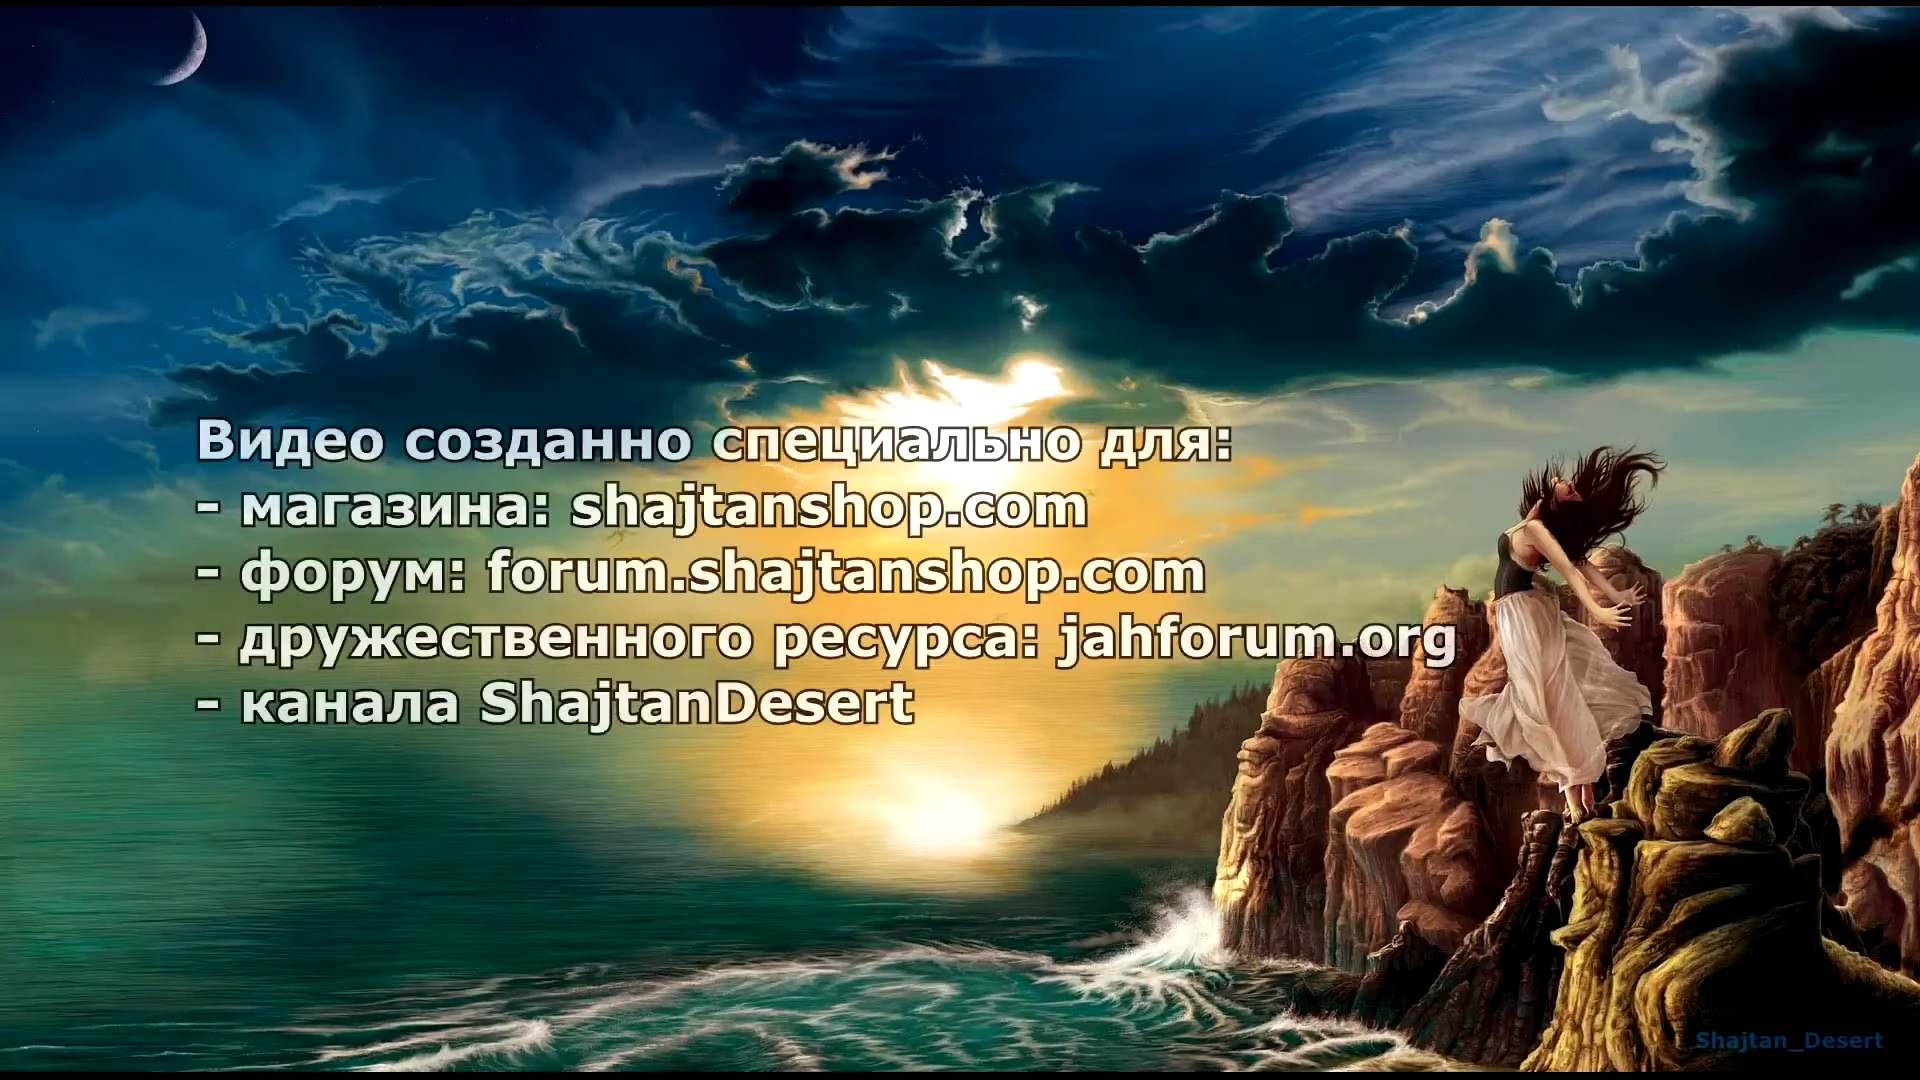 Видео созданно специально для:
- магазина: shajtanshop.com
- форум: forum.shajtanshop.com
- дружественного ресурса: jahforum.org
- канала ShajtanDesert
Shajtan_Desert